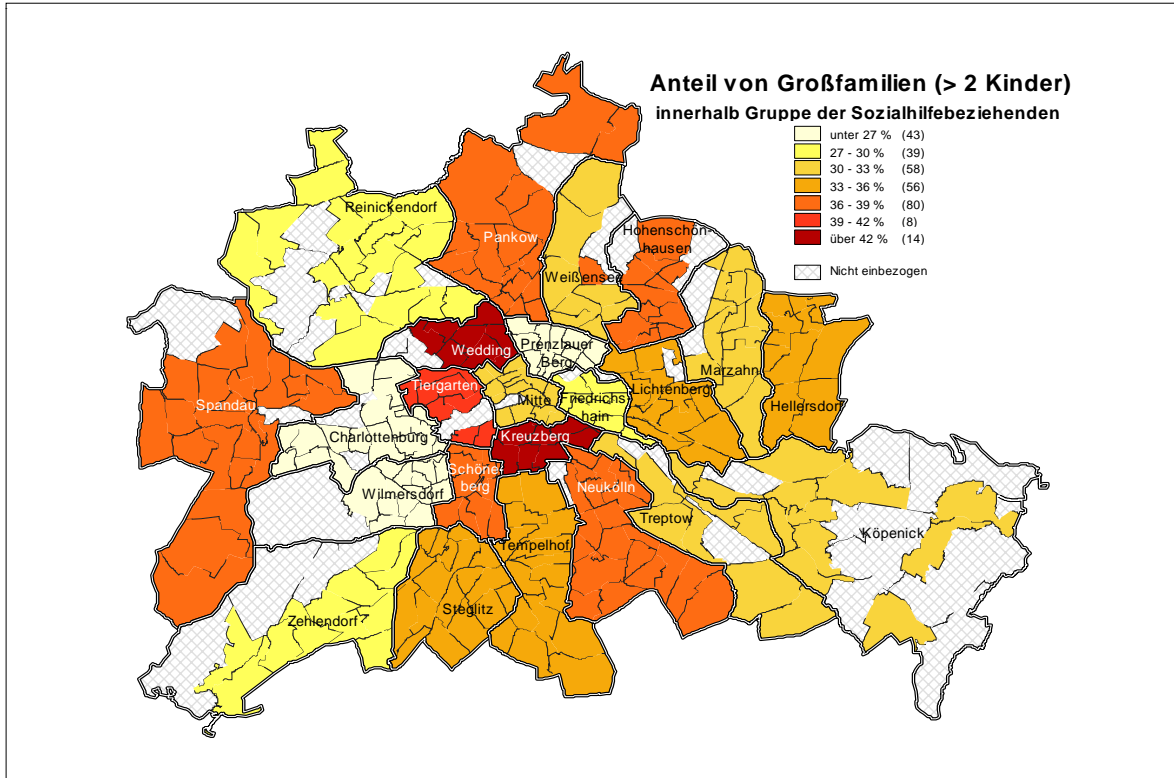 Anteil von Großfamilien (> 2 Kinder)
innerhalb Gruppe der Sozialhilfebeziehenden
unter 27 % (43)
27 - 30 % (39)
30 - 33 % (58)
33 - 36 % (56)
36 - 39 % (80)
39 - 42 % (8)
über 42 % (14)
Nicht einbezogen
Reinickendorf
Pankow
Hohenschön-
hausen
Weißensee
Wedding
Prenzlauer
Berg
Marzahn
Tiergarten
Lichtenberg
Mitte
Friedrichs
hain
Hellersdorf
Spandau
Charlottenburg
Kreuzberg
Schöne-
berg
Wilmersdorf
Neukölln
Treptow
Köpenick
Tempelhof
Steglitz
Zehlendorf